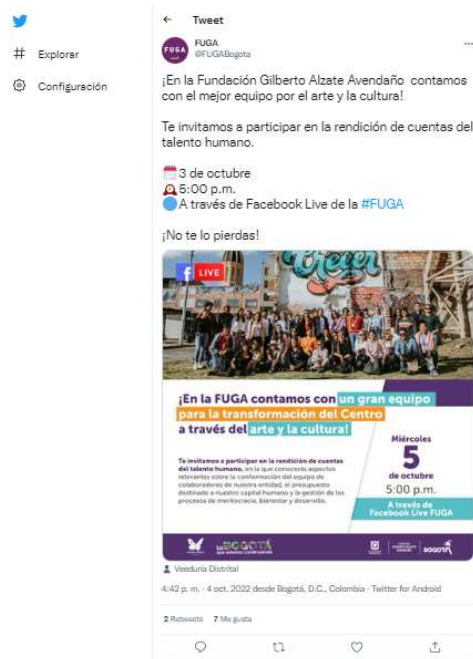 Tweet
Explorar
Configuración
FUGA
FUGA
@FUGABogota
¡En la Fundación Gilberto Alzate Avendaño contamos
con el mejor equipo por el arte y la cultura!
Te invitamos a participar en la rendición de cuentas del
talento humano.
3 de octubre
5:00 p.m.
A través de Facebook Live de la #FUGA
¡No te lo pierdas!
f LIVE
Crecer
¡En la FUGA contamos con un gran equipo
para la transformación del Centro
a través del arte y la cultura!
Te invitamos a participar en la rendición de cuentas
del talento humano, en la que conocerás aspectos
relevantes sobre la conformación del equipo de
colaboradores de nuestra entidad, el presupuesto
destinado a nuestro capital humano y la gestión de los
procesos de meritocracia, bienestar y desarrollo.
Miércoles
5
de octubre
5:00 p.m.
A través de
Facebook Live FUGA
BOGOTÁ
BOGOTÁ
Veeduría Distrital
4:42 p. m. · 4 oct. 2022 desde Bogotá, D.C., Colombia · Twitter for Android
2 Retweets 7 Me gusta